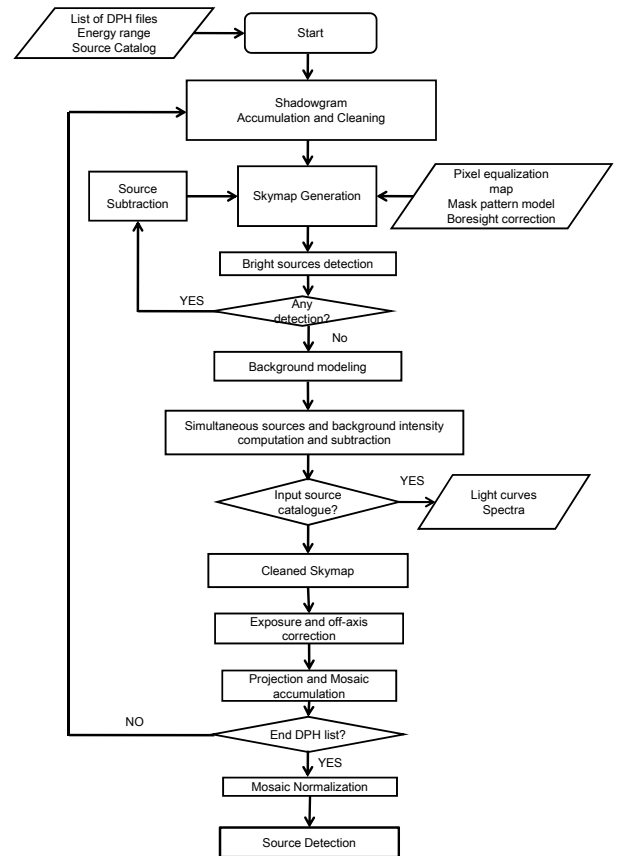 List of DPH files
Energy range
Source Catalog
Start
Shadowgram
Accumulation and Cleaning
Source
Subtraction
Skymap Generation
Pixel equalization
map
Mask pattern model
Boresight correction
Bright sources detection
YES
Any
detection?
No
Background modeling
Simultaneous sources and background intensity
computation and subtraction
Input source
catalogue?
YES
Light curves
Spectra
Cleaned Skymap
Exposure and off-axis
correction
Projection and Mosaic
accumulation
NO
End DPH list?
YES
Mosaic Normalization
Source Detection